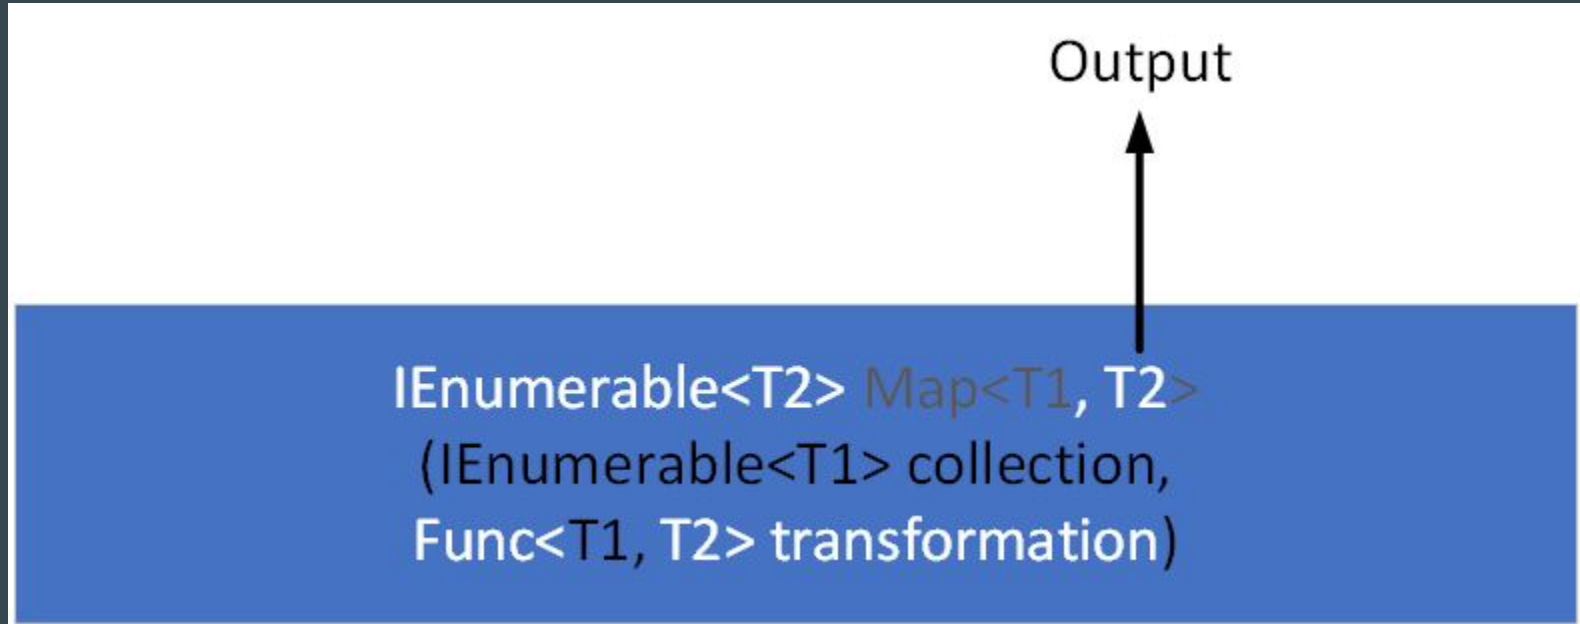 Output
IEnumerable<T2> Map<T1, T2>
(IEnumerable<T1> collection,
Func<T1, T2> transformation)